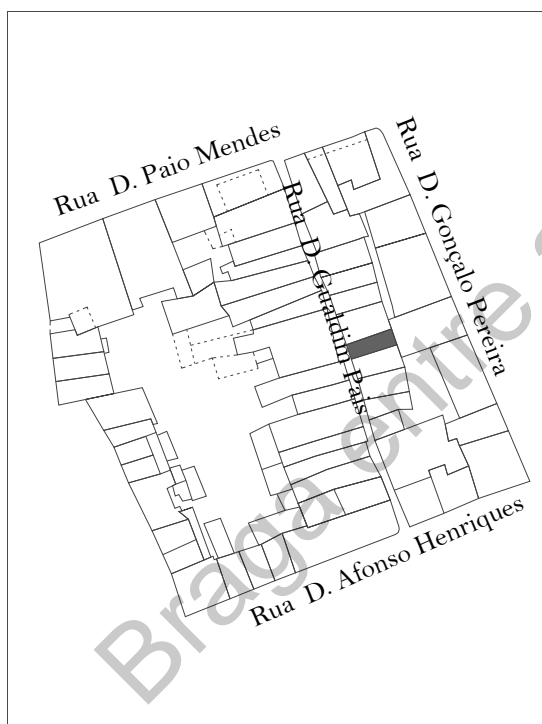 Rua D. Paio Mendes
Rua D. Gualdim Pais
Rua D. Gonçalo Pereira
Rua D. Afonso Henriques
Braga entre